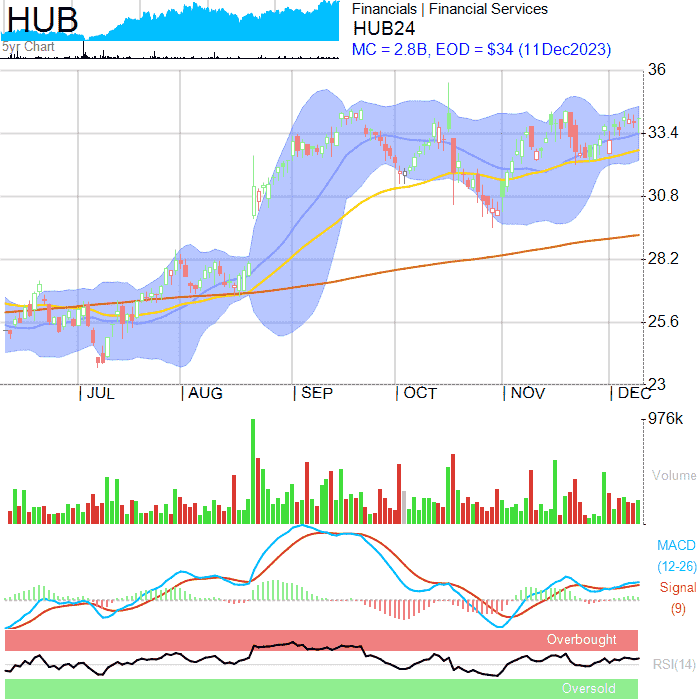 HUB
5yr Chart
Financials | Financial Services
HUB24
MC = 2.8B, EOD = $34 (11Dec2023)
36
33.4
30.8
28.2
25.6
23
JUL
AUG
SEP
OCT
NOV
DEC
976k
Volume
MACD
(12-26)
Signal
(9)
Overbought
RSI(14)
Oversold